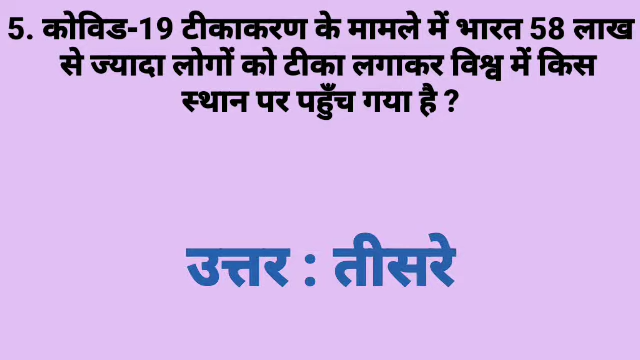 5. कोविड-19 टीकाकरण के मामले में भारत 58 लाख
से ज्यादा लोगों को टीका लगाकर विश्व में किस
स्थान पर पहुँच गया है ?
उत्तर : तीसरे